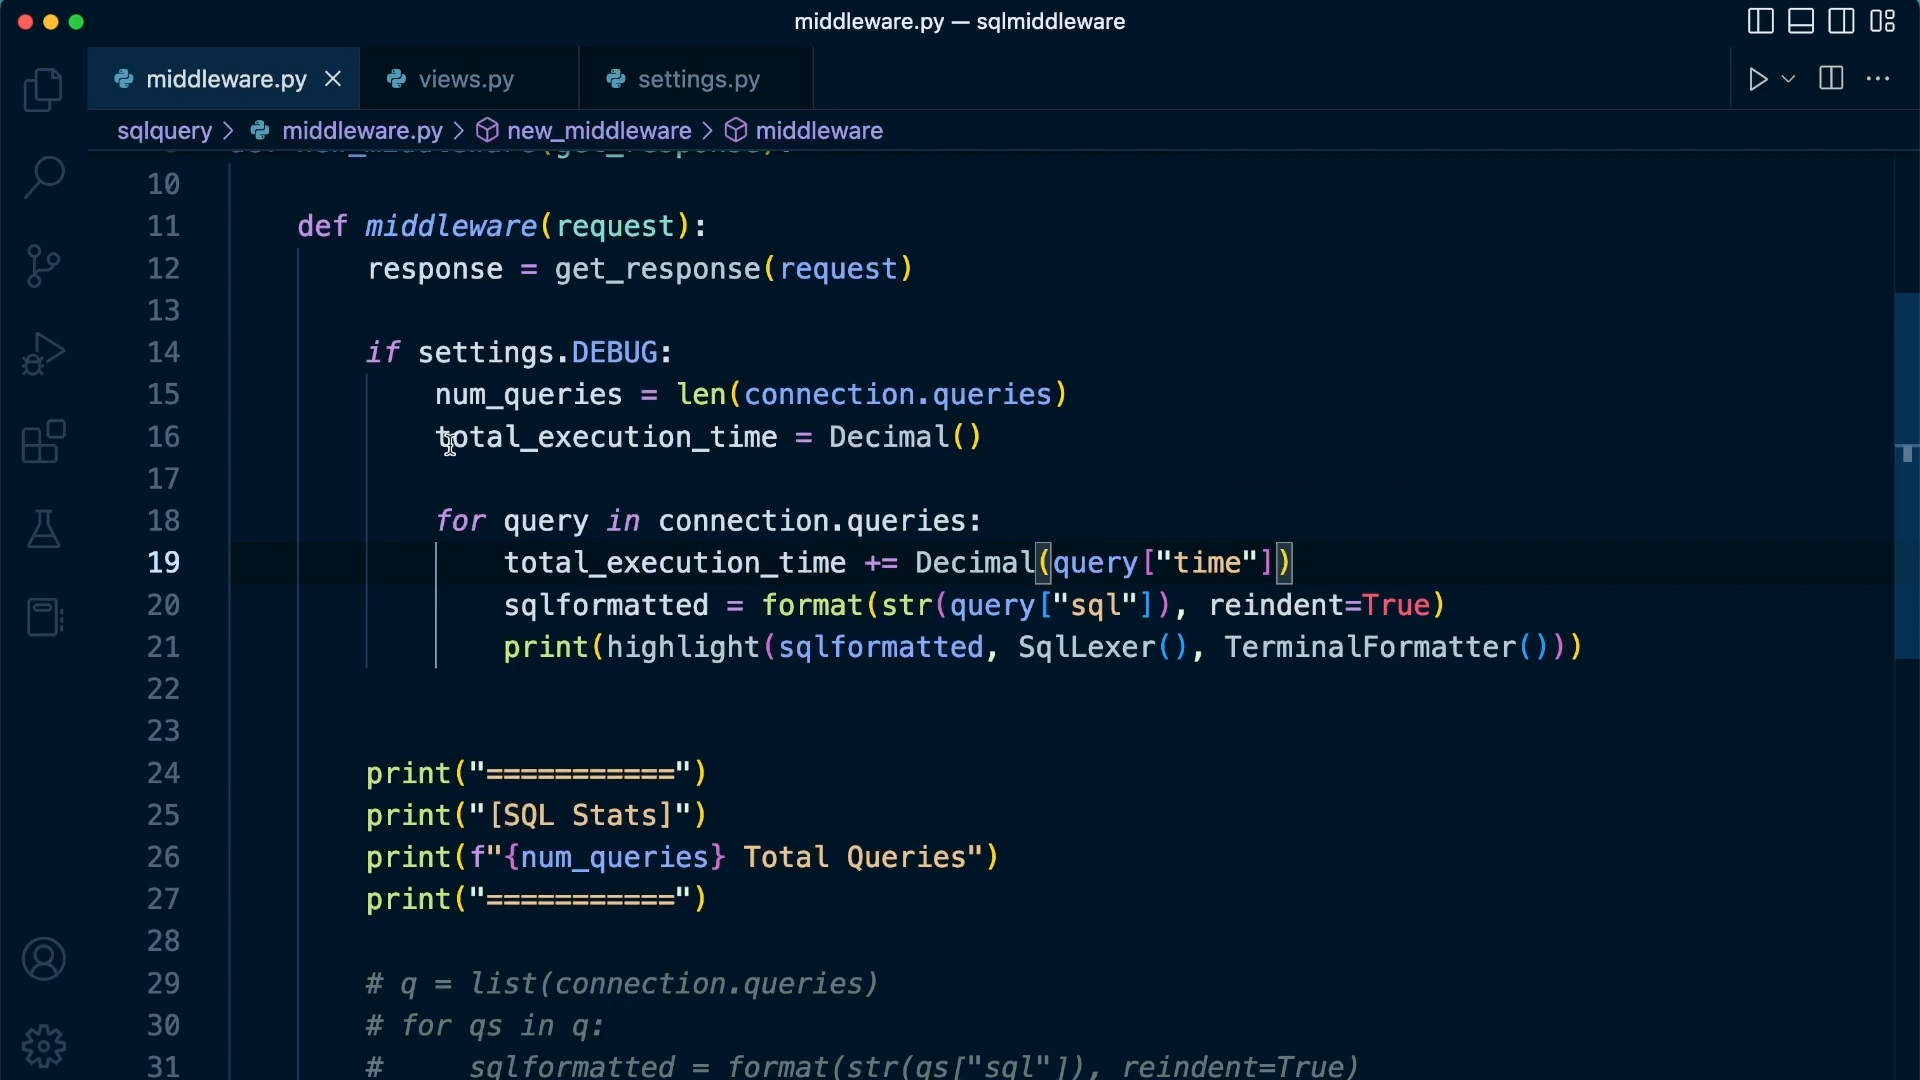 middleware.py — sqlmiddleware
middleware.py
views.py
settings.py
sqlquery > middleware.py > new_middleware > middleware
10
11 def middleware(request):
12 response = get_response(request)
13
14 if settings.DEBUG:
15 num_queries = len(connection.queries)
16 total_execution_time = Decimal()
17
18 for query in connection.queries:
19 total_execution_time += Decimal(query["time"])
20 sqlformatted = format(str(query["sql"]), reindent=True)
21 print(highlight(sqlformatted, SqlLexer(), TerminalFormatter()))
22
23
24 print("===========")
25 print("[SQL Stats]")
26 print(f"{num_queries} Total Queries")
27 print("===========")
28
29 # q = list(connection.queries)
30 # for qs in q:
31 # sqlformatted = format(str(qs["sql"]), reindent=True)